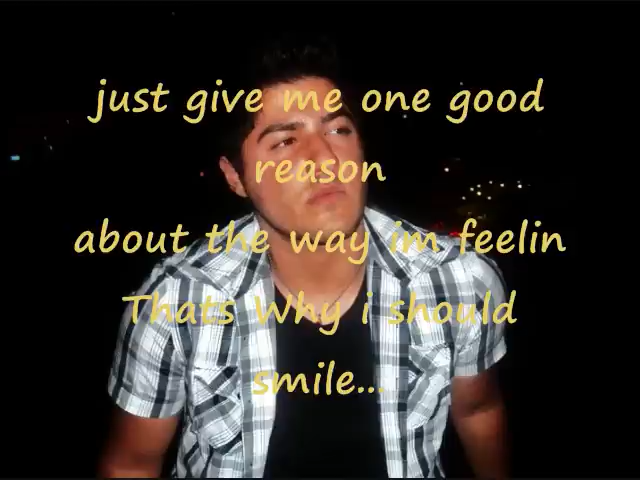 just give me one good
reason
about the way im feelin
Thats Why i should
smile...